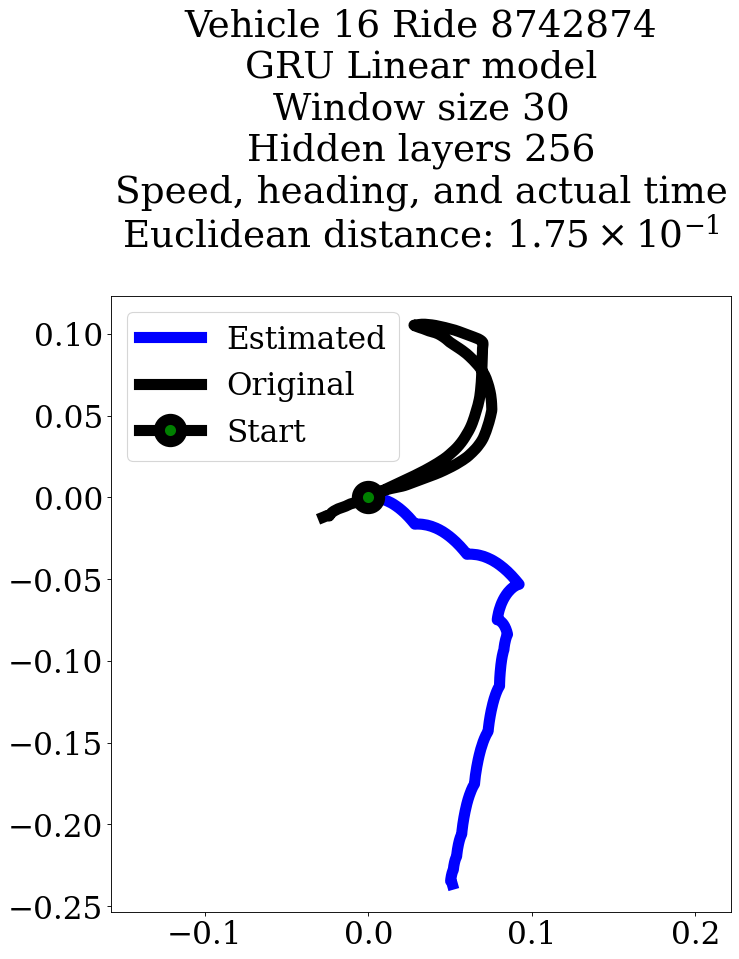 Vehicle 16 Ride 8742874
GRU Linear model
Window size 30
Hidden layers 256
Speed, heading, and actual time
Euclidean distance: 1.75 × 10⁻¹
Estimated
Original
Start
0.10
0.05
0.00
−0.05
−0.10
−0.15
−0.20
−0.25
−0.1 0.0 0.1 0.2